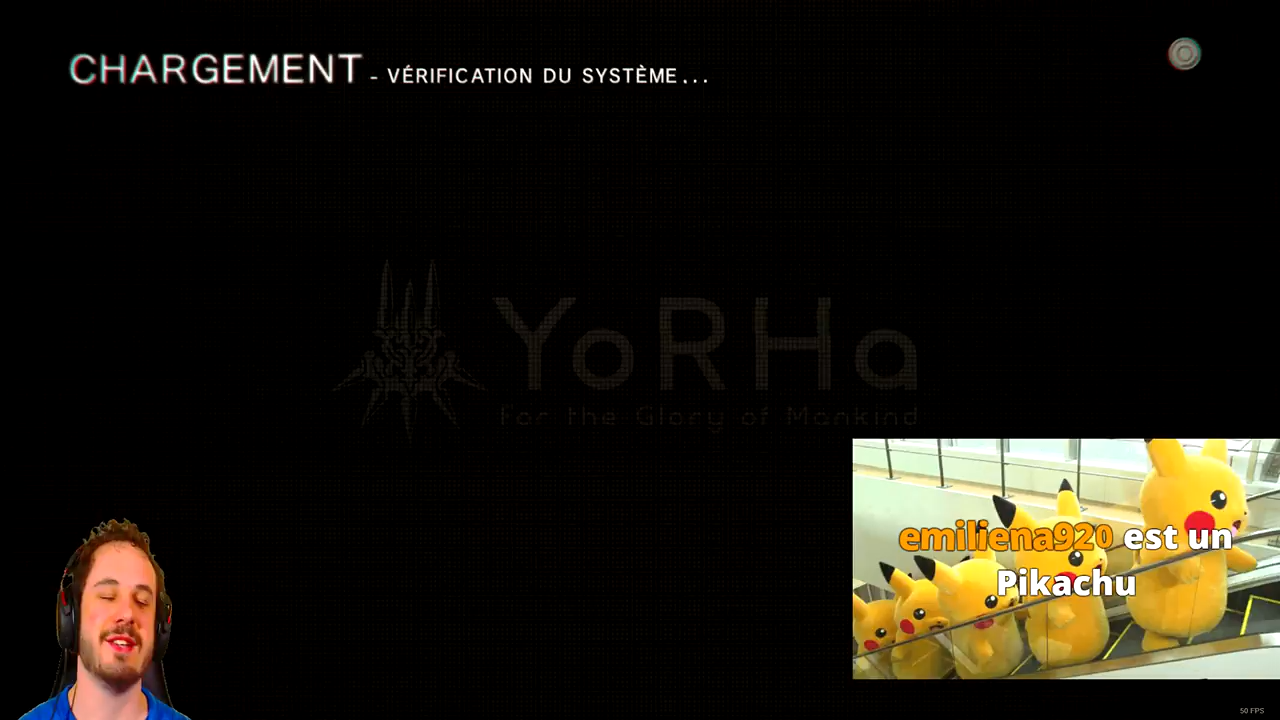 CHARGEMENT - VÉRIFICATION DU SYSTÈME...
YoRHa
For the Glory of Mankind
emiliena920 est un
Pikachu
50 FPS